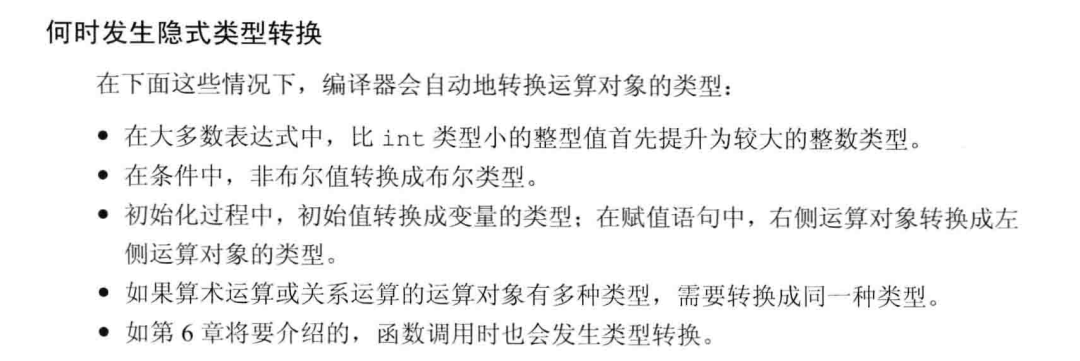 何时发生隐式类型转换
在下面这些情况下，编译器会自动地转换运算对象的类型：
● 在大多数表达式中，比 int 类型小的整型值首先提升为较大的整数类型。
● 在条件中，非布尔值转换成布尔类型。
● 初始化过程中，初始值转换成变量的类型；在赋值语句中，右侧运算对象转换成左
侧运算对象的类型。
● 如果算术运算或关系运算的运算对象有多种类型，需要转换成同一种类型。
● 如第 6 章将要介绍的，函数调用时也会发生类型转换。